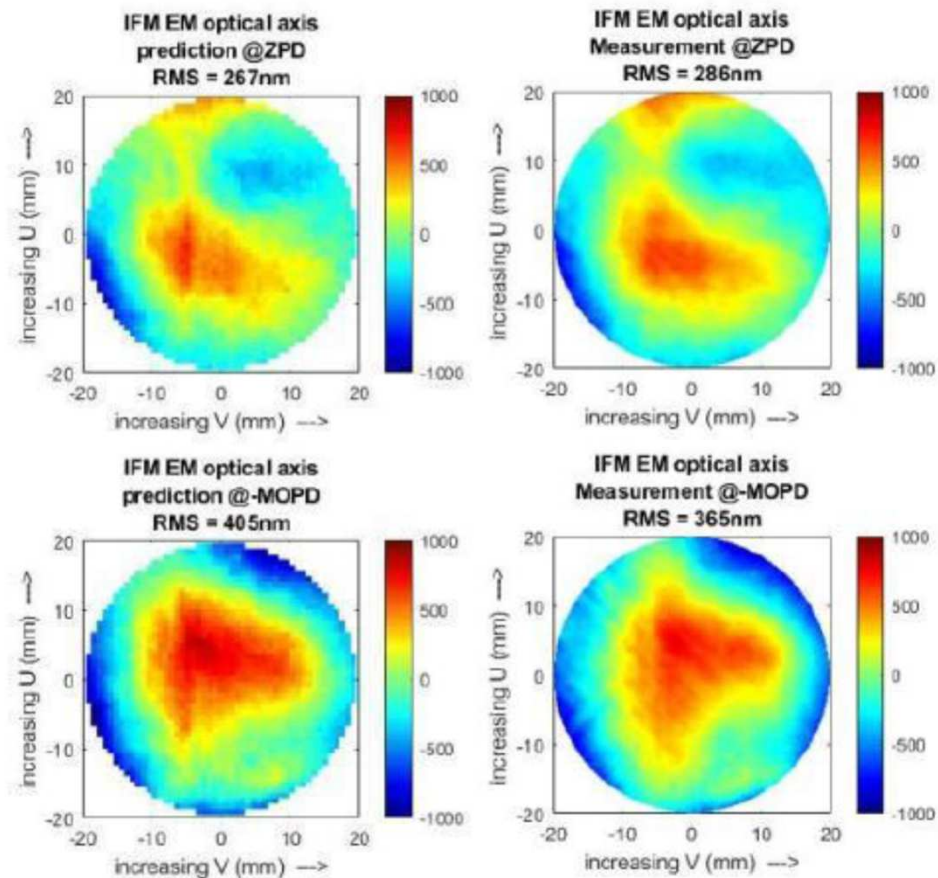 IFM EM optical axis
prediction @ZPD
RMS = 267nm
20
10
0
-10
-20
-20 -10 0 10 20
increasing U (mm) --->
increasing V (mm) --->
1000
500
0
-500
-1000
IFM EM optical axis
Measurement @ZPD
RMS = 286nm
20
10
0
-10
-20
-20 -10 0 10 20
increasing U (mm) --->
increasing V (mm) --->
1000
500
0
-500
-1000
IFM EM optical axis
prediction @-MOPD
RMS = 405nm
20
10
0
-10
-20
-20 -10 0 10 20
increasing U (mm) --->
increasing V (mm) --->
1000
500
0
-500
-1000
IFM EM optical axis
Measurement @-MOPD
RMS = 365nm
20
10
0
-10
-20
-20 -10 0 10 20
increasing U (mm) --->
increasing V (mm) --->
1000
500
0
-500
-1000